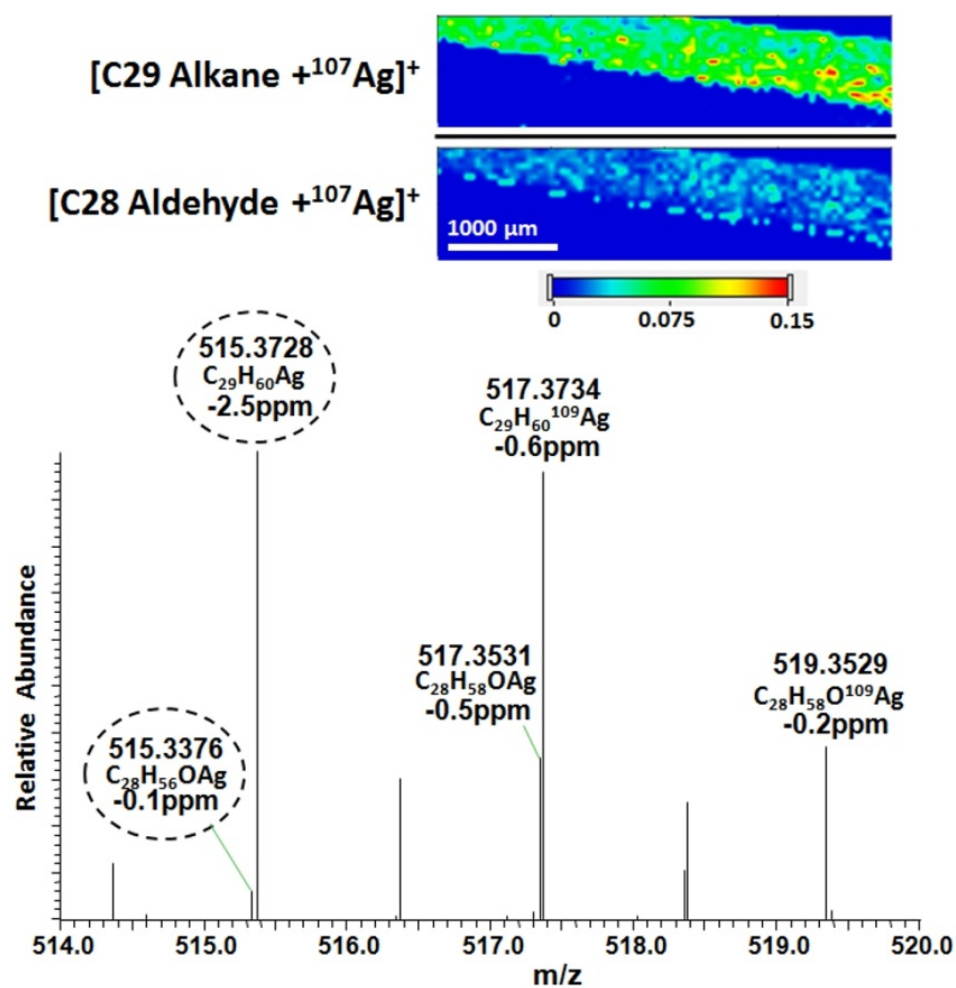 [C29 Alkane +¹⁰⁷Ag]⁺
[C28 Aldehyde +¹⁰⁷Ag]⁺
1000 µm
0 0.075 0.15
515.3728
C₂₉H₆₀Ag
-2.5ppm
517.3734
C₂₉H₆₀¹⁰⁹Ag
-0.6ppm
517.3531
C₂₈H₅₈OAg
-0.5ppm
519.3529
C₂₈H₅₈O¹⁰⁹Ag
-0.2ppm
515.3376
C₂₈H₅₆OAg
-0.1ppm
Relative Abundance
514.0 515.0 516.0 517.0 518.0 519.0 520.0
m/z